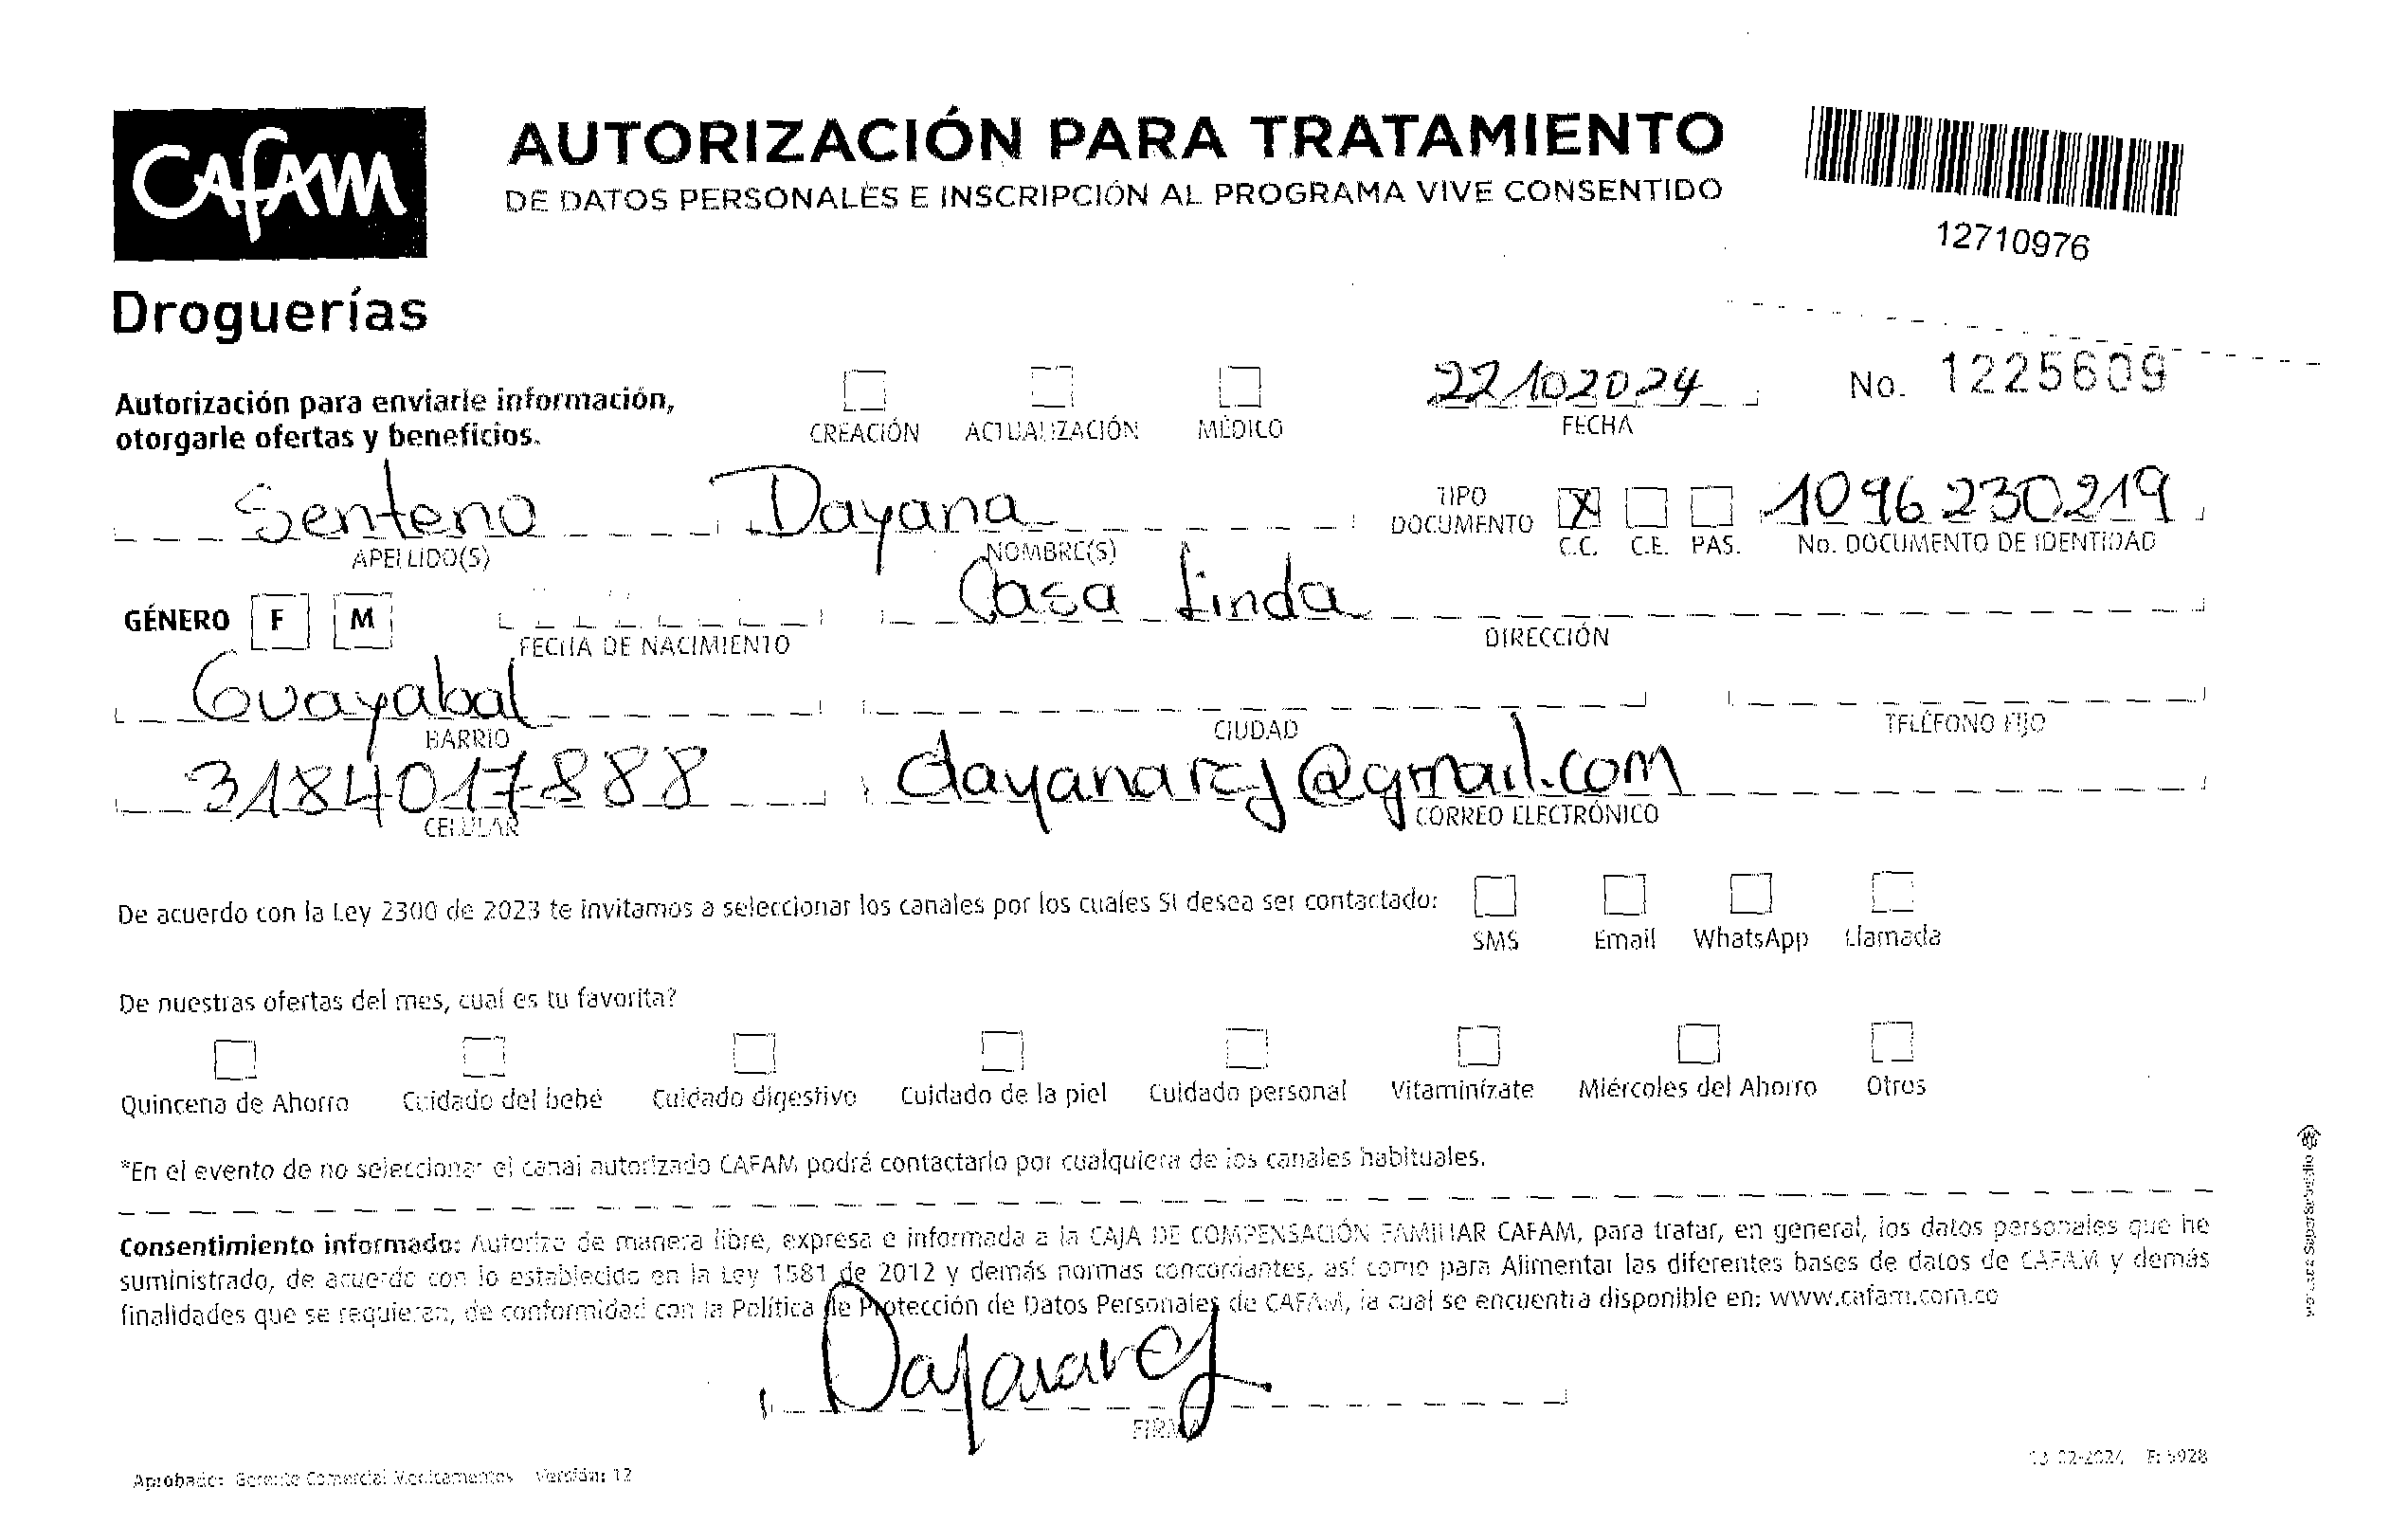 CAFAM
Droguerías
AUTORIZACIÓN PARA TRATAMIENTO
DE DATOS PERSONALES E INSCRIPCIÓN AL PROGRAMA VIVE CONSENTIDO
12710976
Autorización para enviarle información,
otorgarle ofertas y beneficios.
CREACIÓN ACTUALIZACIÓN MÉDICO
22102024
FECHA
No. 1225609
Senteno Dayana
APELLIDO(S) NOMBRE(S)
TIPO
DOCUMENTO X
C.C. C.E. PAS.
1096230219
No. DOCUMENTO DE IDENTIDAD
GÉNERO F M
FECHA DE NACIMIENTO
Casa Linda
DIRECCIÓN
Guayabal
BARRIO CIUDAD TELÉFONO FIJO
3184017888 dayanarcj@gmail.com
CELULAR CORREO ELECTRÓNICO
De acuerdo con la Ley 2300 de 2023 te invitamos a seleccionar los canales por los cuales SI desea ser contactado:
SMS Email WhatsApp Llamada
De nuestras ofertas del mes, cual es tu favorita?
Quincena de Ahorro Cuidado del bebé Cuidado digestivo Cuidado de la piel Cuidado personal Vitaminízate Miércoles del Ahorro Otros
*En el evento de no seleccionar el canal autorizado CAFAM podrá contactarlo por cualquiera de los canales habituales.
Consentimiento informado: Autorizo de manera libre, expresa e informada a la CAJA DE COMPENSACIÓN FAMILIAR CAFAM, para tratar, en general, los datos personales que he
suministrado, de acuerdo con lo establecido en la Ley 1581 de 2012 y demás normas concordantes, así como para Alimentar las diferentes bases de datos de CAFAM y demás
finalidades que se requieran, de conformidad con la Política de Protección de Datos Personales de CAFAM, la cual se encuentra disponible en: www.cafam.com.co
Dayanarcj
FIRMA
Aprobado: Gerente Comercial Medicamentos Versión: 12
13-02-2024 F: 5928